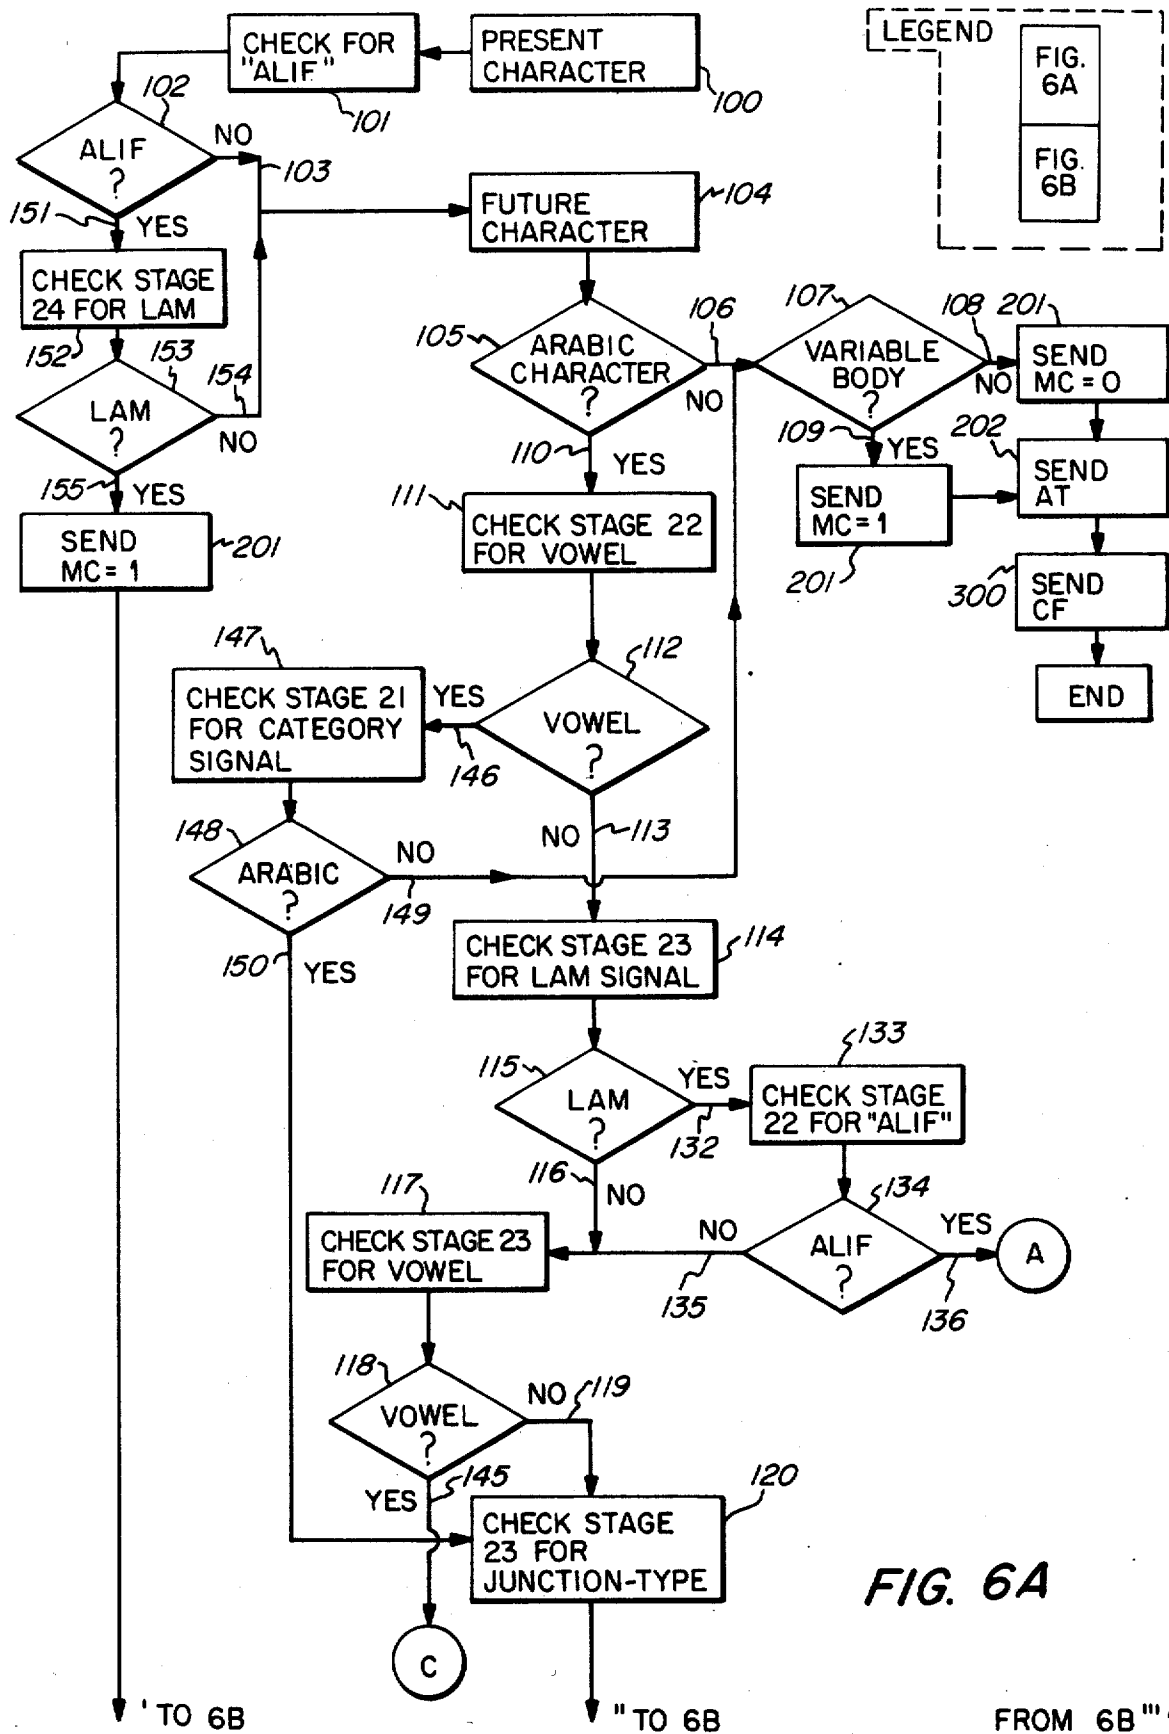 CHECK FOR
"ALIF"
101
PRESENT
CHARACTER
100
LEGEND
FIG.
6A
FIG.
6B
102
ALIF
?
NO
103
151
YES
CHECK STAGE
24 FOR LAM
152
153
LAM
?
154
NO
155
YES
SEND
MC = 1
201
FUTURE
CHARACTER
104
105
ARABIC
CHARACTER
?
106
NO
107
VARIABLE
BODY
?
108
NO
201
SEND
MC = 0
109
YES
SEND
MC = 1
201
202
SEND
AT
300
SEND
CF
END
110
YES
111
CHECK STAGE 22
FOR VOWEL
112
VOWEL
?
YES
146
147
CHECK STAGE 21
FOR CATEGORY
SIGNAL
NO
113
148
ARABIC
?
NO
149
150
YES
CHECK STAGE 23
FOR LAM SIGNAL
114
115
LAM
?
YES
132
133
CHECK STAGE
22 FOR "ALIF"
116
NO
134
ALIF
?
NO
135
YES
136
A
117
CHECK STAGE 23
FOR VOWEL
118
VOWEL
?
NO
119
YES
145
120
CHECK STAGE
23 FOR
JUNCTION-TYPE
C
FIG. 6A
' TO 6B
" TO 6B
FROM 6B '''